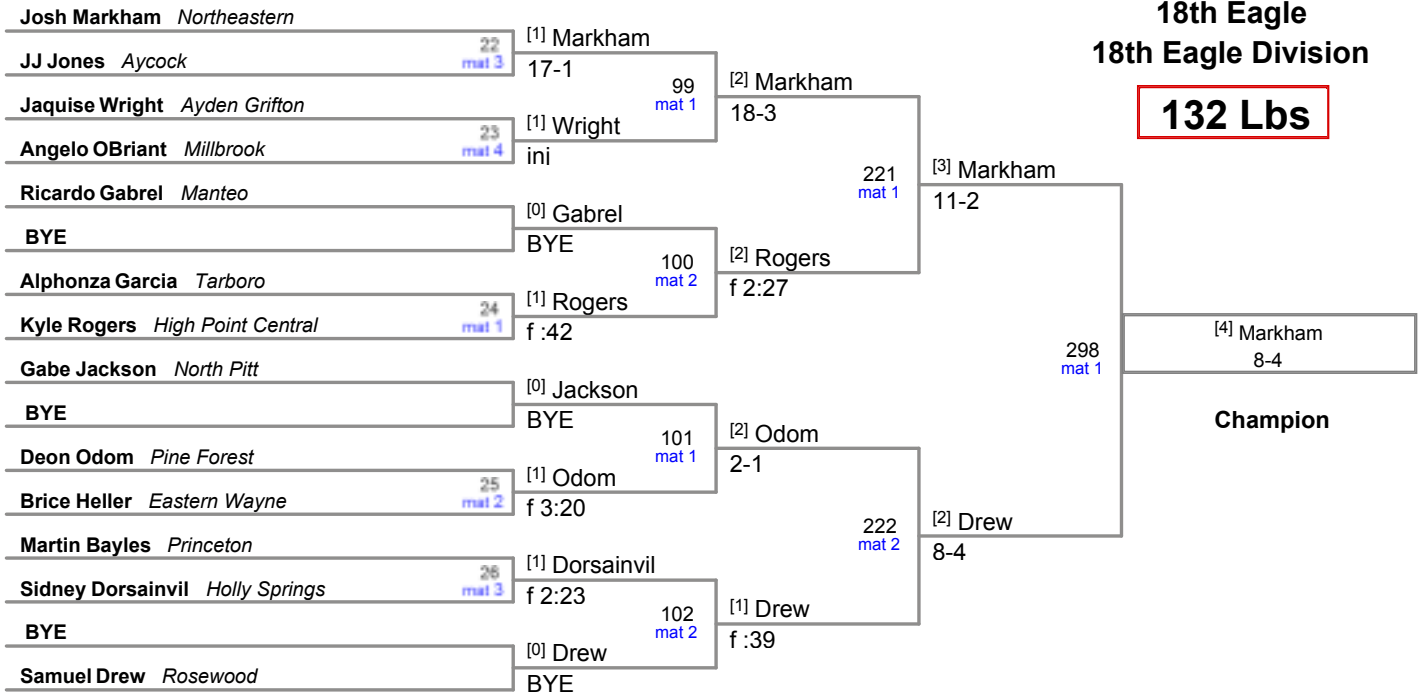 18th Eagle
18th Eagle Division
132 Lbs
Josh Markham Northeastern
22
mat 3
JJ Jones Aycock
[1] Markham
17-1
99
mat 1
Jaquise Wright Ayden Grifton
23
mat 4
Angelo OBriant Millbrook
[1] Wright
ini
[2] Markham
18-3
221
mat 1
Ricardo Gabrel Manteo
BYE
[0] Gabrel
BYE
100
mat 2
Alphonza Garcia Tarboro
24
mat 1
Kyle Rogers High Point Central
[1] Rogers
f :42
[2] Rogers
f 2:27
[3] Markham
11-2
298
mat 1
Gabe Jackson North Pitt
BYE
[0] Jackson
BYE
101
mat 1
Deon Odom Pine Forest
25
mat 2
Brice Heller Eastern Wayne
[1] Odom
f 3:20
[2] Odom
2-1
222
mat 2
Martin Bayles Princeton
26
mat 3
Sidney Dorsainvil Holly Springs
[1] Dorsainvil
f 2:23
102
mat 2
BYE
Samuel Drew Rosewood
[0] Drew
BYE
[1] Drew
f :39
[2] Drew
8-4
[4] Markham
8-4
Champion